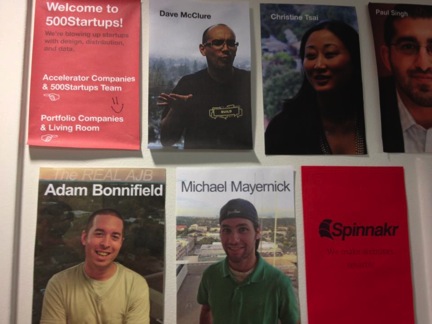 Welcome to
500Startups!
We're blowing up startups
with design, distribution,
and data.
Accelerator Companies
& 500Startups Team
Portfolio Companies
& Living Room
Dave McClure
BUILD
Christine Tsai
Paul Singh
The REAL AJB
Adam Bonnifield
Michael Mayernick
Spinnakr